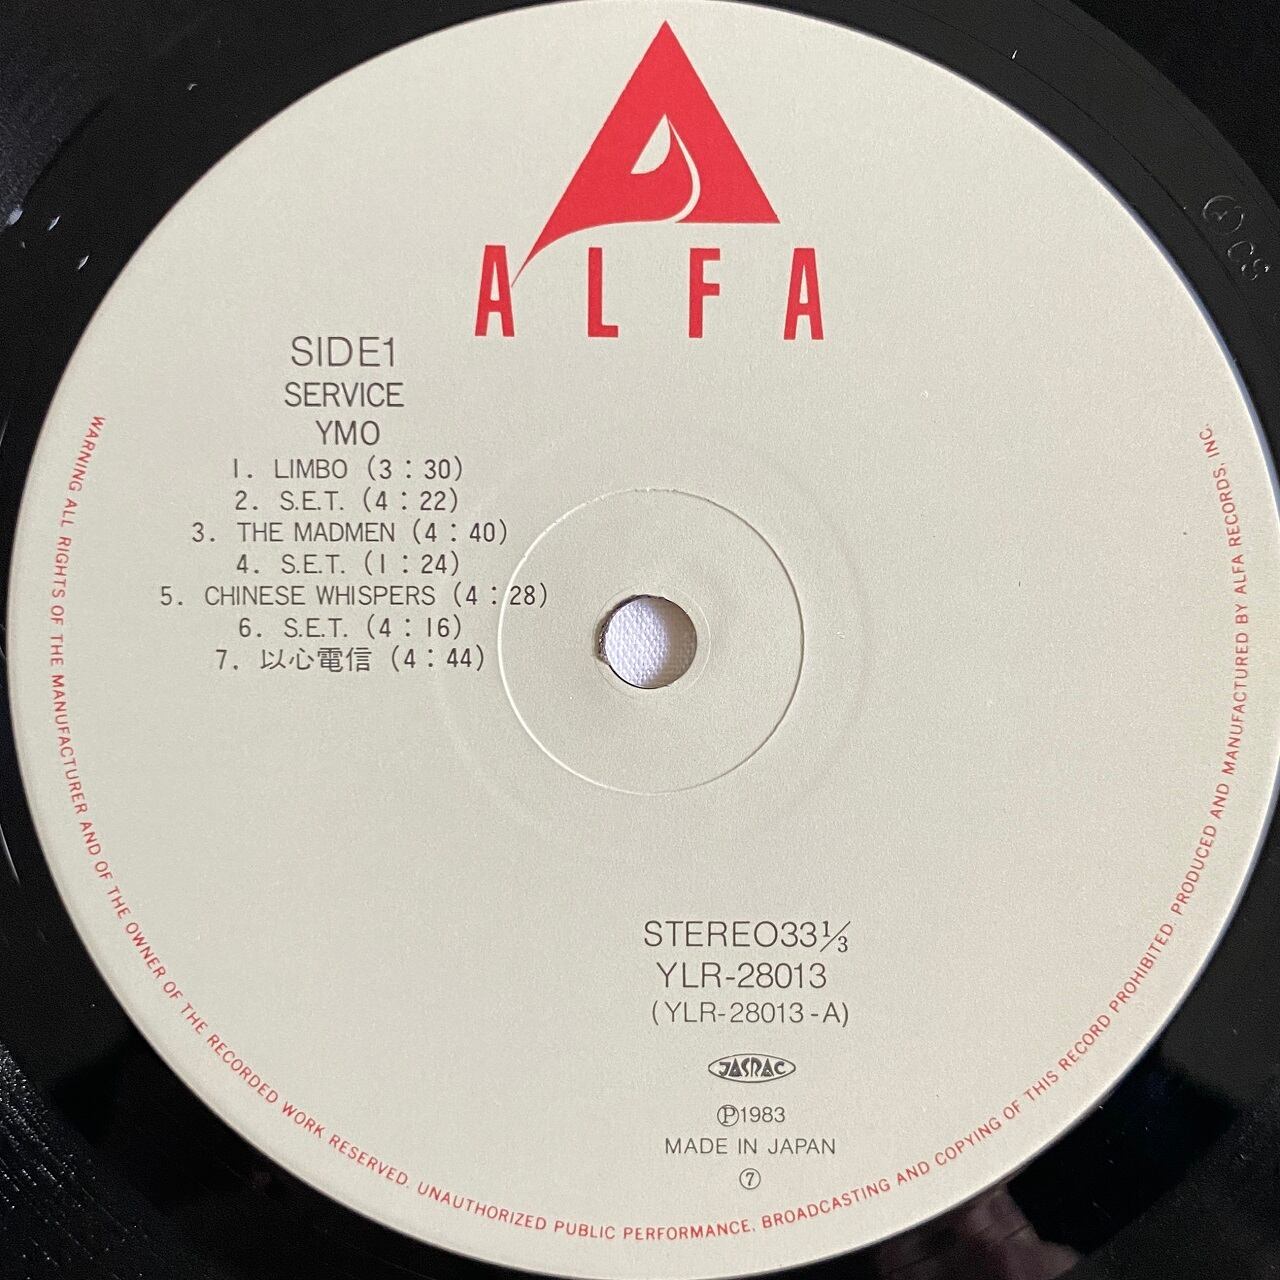 ALFA
SIDE1
SERVICE
YMO
1. LIMBO (3:30)
2. S.E.T. (4:22)
3. THE MADMEN (4:40)
4. S.E.T. (1:24)
5. CHINESE WHISPERS (4:28)
6. S.E.T. (4:16)
7. 以心電信 (4:44)
STEREO33⅓
YLR-28013
(YLR-28013-A)
JASRAC
Ⓟ1983
MADE IN JAPAN
⑦
WARNING ALL RIGHTS OF THE MANUFACTURER AND OF THE OWNER OF THE RECORDED WORK RESERVED. UNAUTHORIZED PUBLIC PERFORMANCE, BROADCASTING AND COPYING OF THIS RECORD PROHIBITED. PRODUCED AND MANUFACTURED BY ALFA RECORDS, INC.